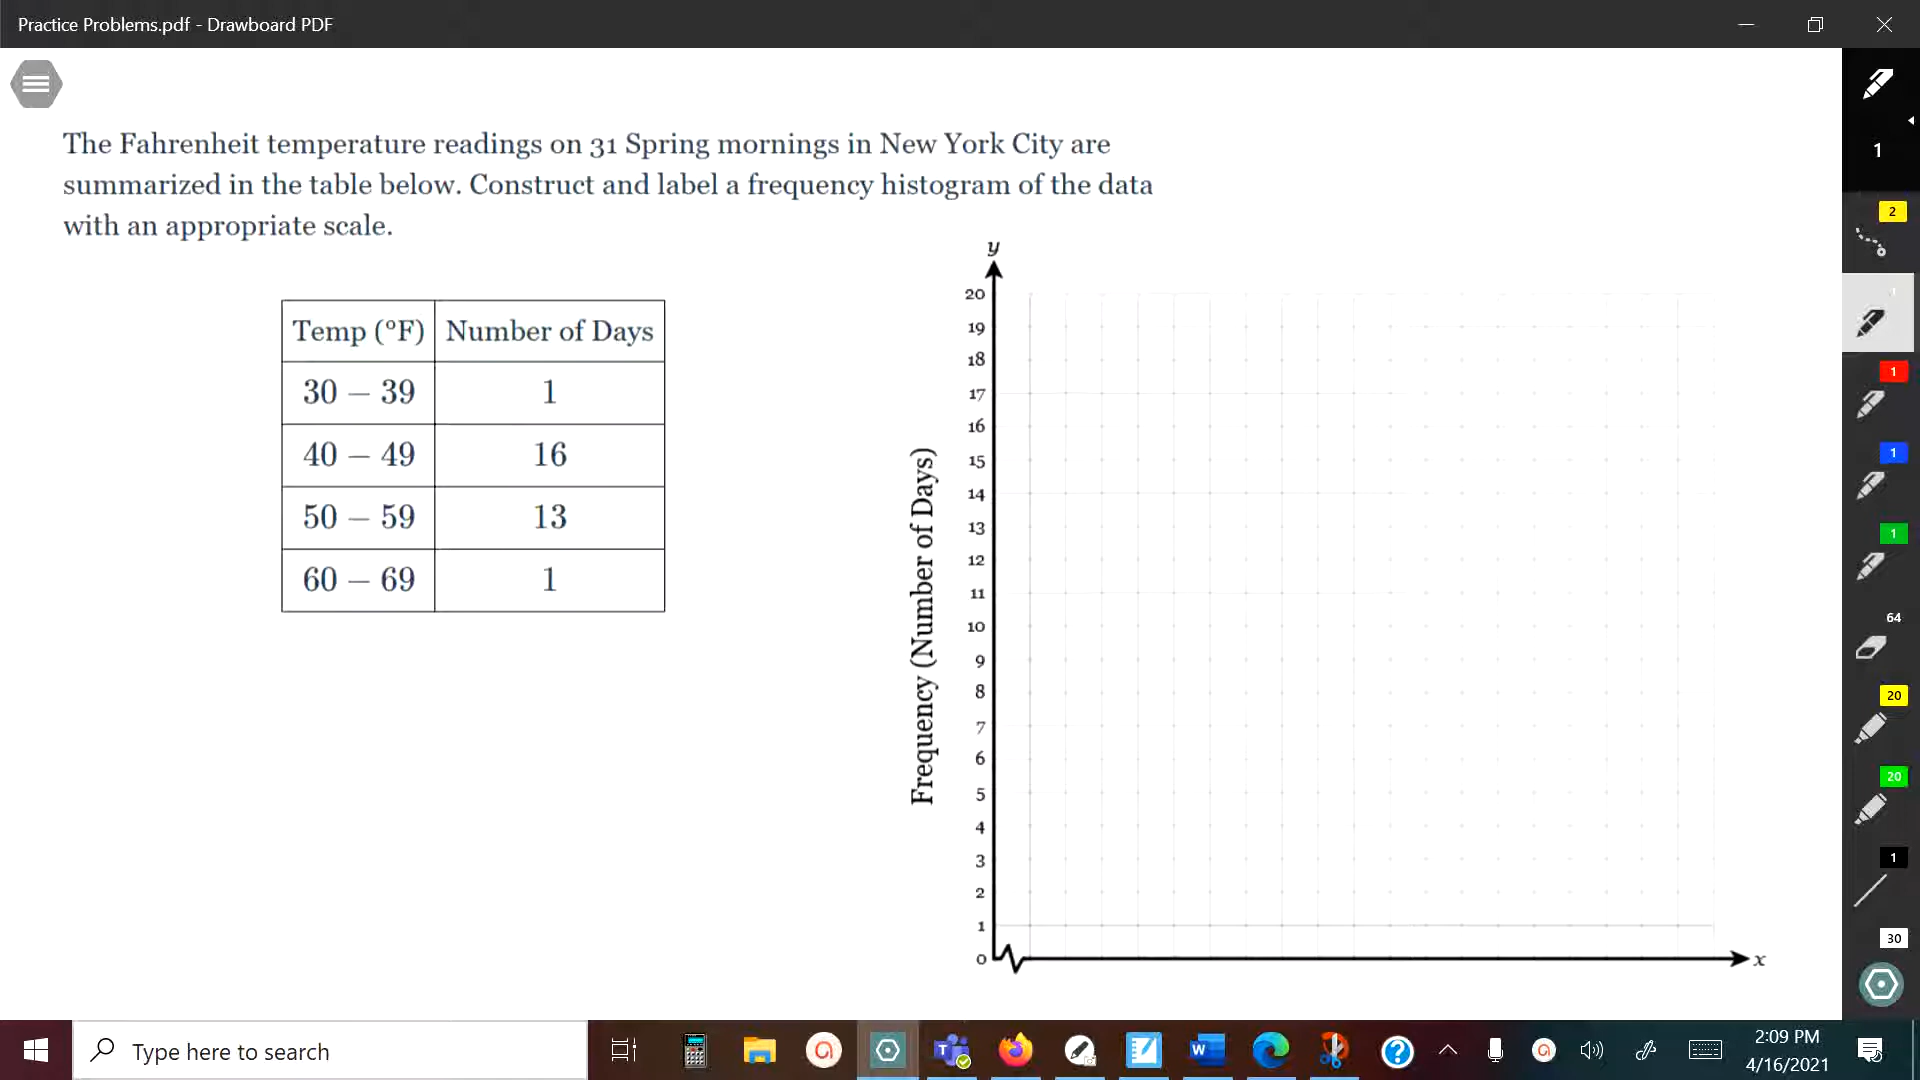 Practice Problems.pdf - Drawboard PDF
The Fahrenheit temperature readings on 31 Spring mornings in New York City are
summarized in the table below. Construct and label a frequency histogram of the data
with an appropriate scale.
Temp (°F) Number of Days
30 – 39 1
40 – 49 16
50 – 59 13
60 – 69 1
y
20
19
18
17
16
15
14
13
12
11
10
9
8
7
6
5
4
3
2
1
0
x
Frequency (Number of Days)
1
2
1
1
1
1
64
20
20
1
30
Type here to search
2:09 PM
4/16/2021